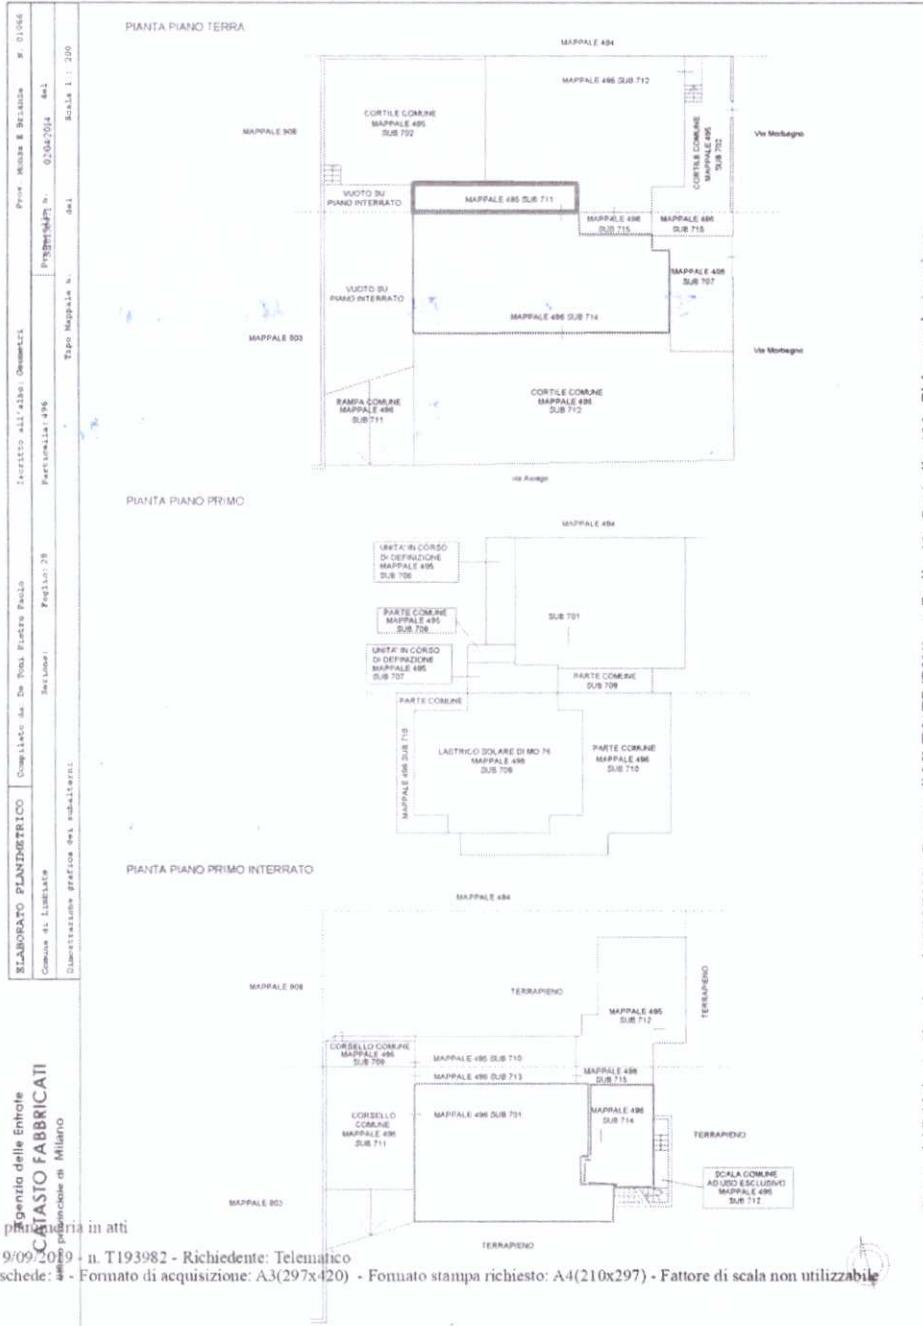 ELABORATO PLANIMETRICO
Compilato da De Toni Pietro Paolo
Iscritto all'albo: Geometri
Prov. Monza E Brianza N. 01066
Comune di Limbiate
Sezione: Foglio: 28 Particella: 496
02/04/2014 del
Dimostrazione grafica dei subalterni
Tipo Mappale n. del
Scala 1 : 200
PIANTA PIANO TERRA
MAPPALE 494
MAPPALE 495 SUB 712
CORTILE COMUNE
MAPPALE 495
SUB 702
MAPPALE 908
CORTILE COMUNE
MAPPALE 495
SUB 702
Via Morbegno
VUOTO SU
PIANO INTERRATO
MAPPALE 495 SUB 711
MAPPALE 496
SUB 715
MAPPALE 496
SUB 715
MAPPALE 496
SUB 707
VUOTO SU
PIANO INTERRATO
MAPPALE 496 SUB 714
MAPPALE 803
Via Morbegno
RAMPA COMUNE
MAPPALE 496
SUB 711
CORTILE COMUNE
MAPPALE 496
SUB 712
PIANTA PIANO PRIMO
MAPPALE 494
UNITA' IN CORSO
DI DEFINIZIONE
MAPPALE 495
SUB 706
SUB 701
PARTE COMUNE
MAPPALE 495
SUB 709
UNITA' IN CORSO
DI DEFINIZIONE
MAPPALE 495
SUB 707
PARTE COMUNE
SUB 709
PARTE COMUNE
MAPPALE 496 SUB 710
LASTRICO SOLARE DI MQ 76
MAPPALE 496
SUB 709
PARTE COMUNE
MAPPALE 496
SUB 710
PIANTA PIANO PRIMO INTERRATO
MAPPALE 494
MAPPALE 908
TERRAPIENO
TERRAPIENO
MAPPALE 495
SUB 712
CORSELLO COMUNE
MAPPALE 496
SUB 709
MAPPALE 495 SUB 710
MAPPALE 496 SUB 713
MAPPALE 496
SUB 715
CORSELLO
COMUNE
MAPPALE 496
SUB 711
MAPPALE 496 SUB 701
MAPPALE 496
SUB 714
TERRAPIENO
MAPPALE 803
SCALA COMUNE
AD USO ESCLUSIVO
MAPPALE 496
SUB 712
TERRAPIENO
Agenzia delle Entrate
CATASTO FABBRICATI
Ufficio provinciale di Milano
planimetria in atti
9/09/2019 - n. T193982 - Richiedente: Telematico
schede: - Formato di acquisizione: A3(297x420) - Formato stampa richiesto: A4(210x297) - Fattore di scala non utilizzabile